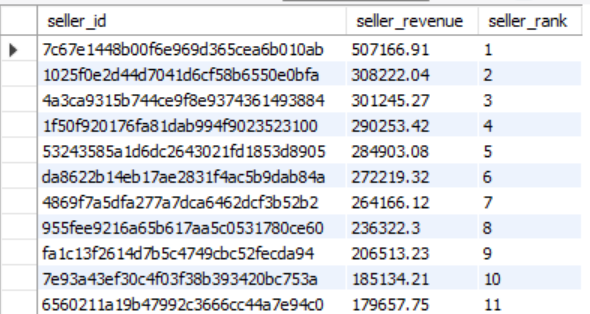 seller_id seller_revenue seller_rank
7c67e1448b00f6e969d365cea6b010ab 507166.91 1
1025f0e2d44d7041d6cf58b6550e0bfa 308222.04 2
4a3ca9315b744ce9f8e9374361493884 301245.27 3
1f50f920176fa81dab994f9023523100 290253.42 4
53243585a1d6dc2643021fd1853d8905 284903.08 5
da8622b14eb17ae2831f4ac5b9dab84a 272219.32 6
4869f7a5dfa277a7dca6462dcf3b52b2 264166.12 7
955fee9216a65b617aa5c0531780ce60 236322.3 8
fa1c13f2614d7b5c4749cbc52fecda94 206513.23 9
7e93a43ef30c4f03f38b393420bc753a 185134.21 10
6560211a19b47992c3666cc44a7e94c0 179657.75 11